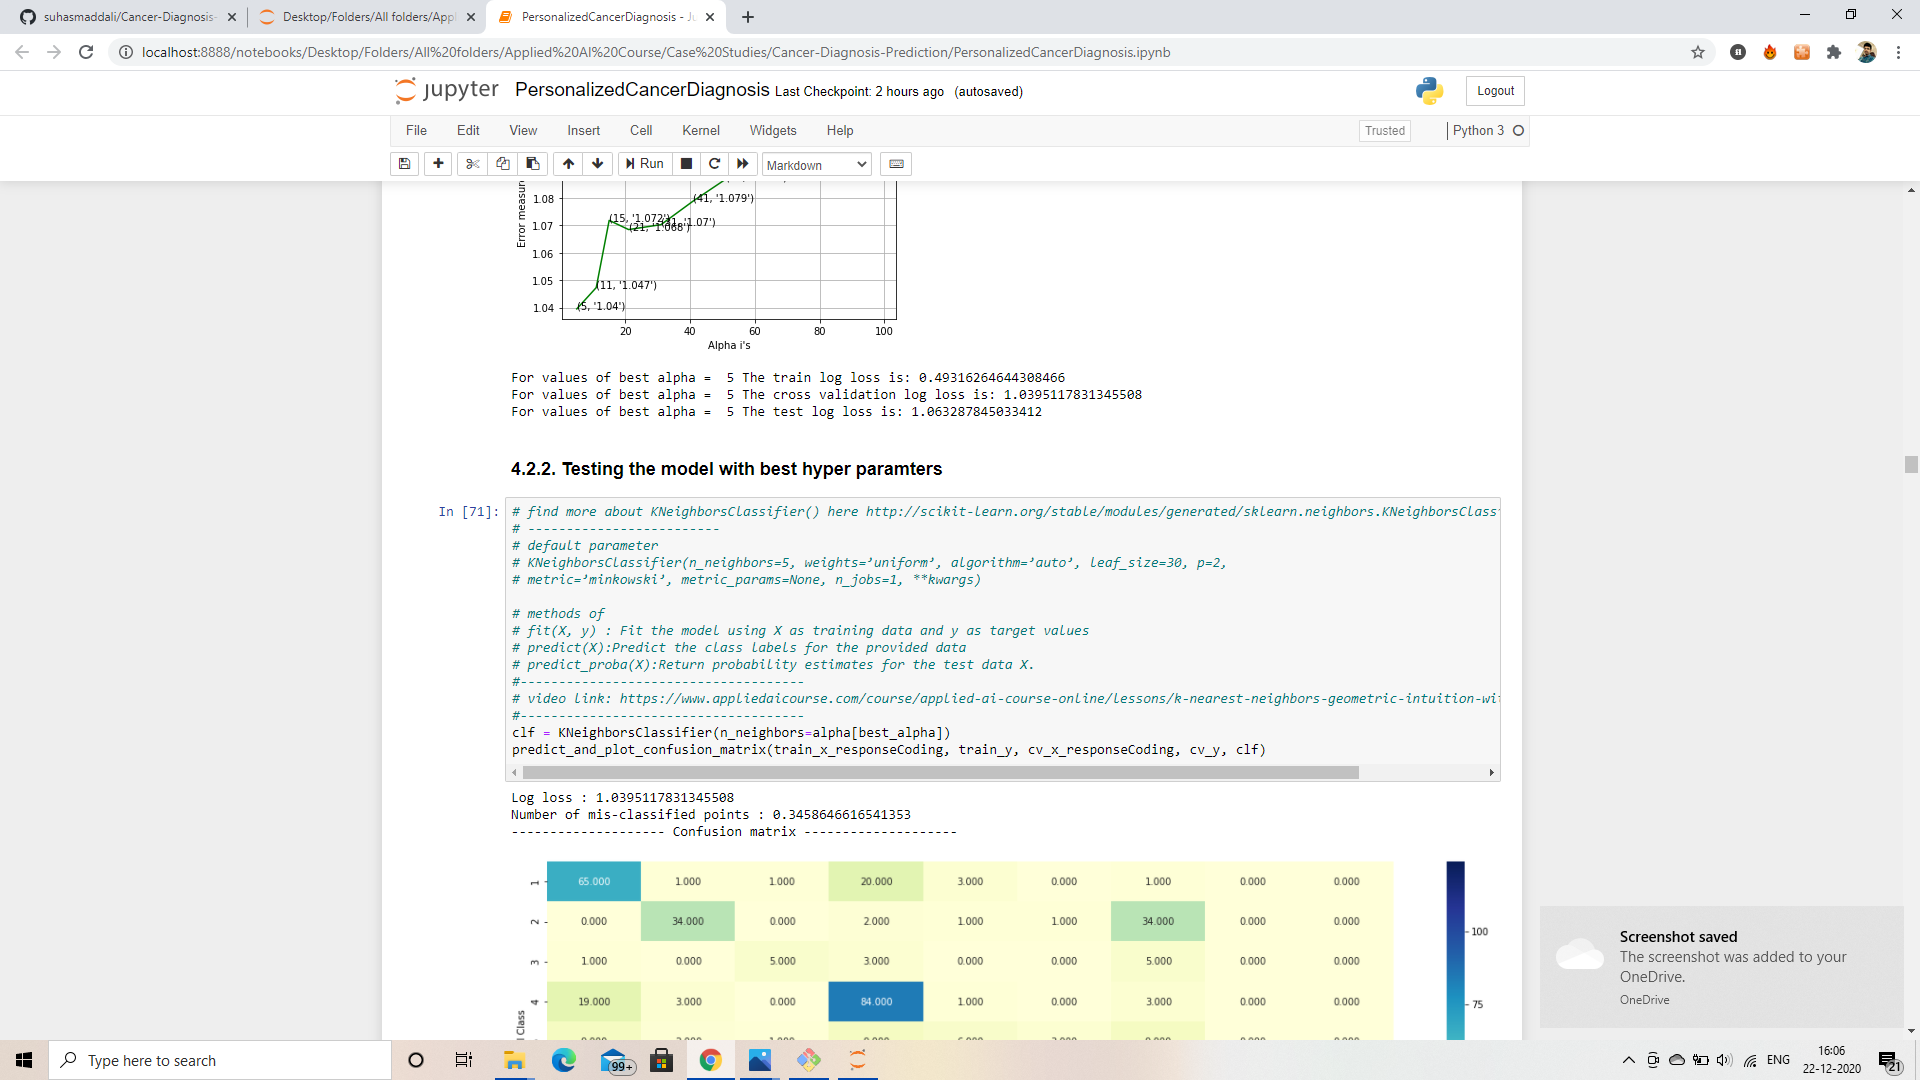 suhasmaddali/Cancer-Diagnosis-
Desktop/Folders/All folders/Appl
PersonalizedCancerDiagnosis - Ju
localhost:8888/notebooks/Desktop/Folders/All%20folders/Applied%20AI%20Course/Case%20Studies/Cancer-Diagnosis-Prediction/PersonalizedCancerDiagnosis.ipynb
jupyter PersonalizedCancerDiagnosis Last Checkpoint: 2 hours ago (autosaved)
Logout
File Edit View Insert Cell Kernel Widgets Help
Trusted Python 3
Run Markdown
Error measur
1.08
1.07
1.06
1.05
1.04
(41, '1.079')
(15, '1.072')
(21, '1.068')
(31, '1.07')
(11, '1.047')
(5, '1.04')
20 40 60 80 100
Alpha i's
For values of best alpha =  5 The train log loss is: 0.49316264644308466
For values of best alpha =  5 The cross validation log loss is: 1.0395117831345508
For values of best alpha =  5 The test log loss is: 1.063287845033412
4.2.2. Testing the model with best hyper paramters
In [71]:
# find more about KNeighborsClassifier() here http://scikit-learn.org/stable/modules/generated/sklearn.neighbors.KNeighborsClass
# -------------------------
# default parameter
# KNeighborsClassifier(n_neighbors=5, weights=’uniform’, algorithm=’auto’, leaf_size=30, p=2,
# metric=’minkowski’, metric_params=None, n_jobs=1, **kwargs)
# methods of
# fit(X, y) : Fit the model using X as training data and y as target values
# predict(X):Predict the class labels for the provided data
# predict_proba(X):Return probability estimates for the test data X.
#-------------------------------------
# video link: https://www.appliedaicourse.com/course/applied-ai-course-online/lessons/k-nearest-neighbors-geometric-intuition-wi
#-------------------------------------
clf = KNeighborsClassifier(n_neighbors=alpha[best_alpha])
predict_and_plot_confusion_matrix(train_x_responseCoding, train_y, cv_x_responseCoding, cv_y, clf)
Log loss : 1.0395117831345508
Number of mis-classified points : 0.3458646616541353
-------------------- Confusion matrix --------------------
1 65.000 1.000 1.000 20.000 3.000 0.000 1.000 0.000 0.000
2 0.000 34.000 0.000 2.000 1.000 1.000 34.000 0.000 0.000
3 1.000 0.000 5.000 3.000 0.000 0.000 5.000 0.000 0.000
4 19.000 3.000 0.000 84.000 1.000 0.000 3.000 0.000 0.000
Class
100
75
Screenshot saved
The screenshot was added to your
OneDrive.
OneDrive
Type here to search
99+
ENG
16:06
22-12-2020
21